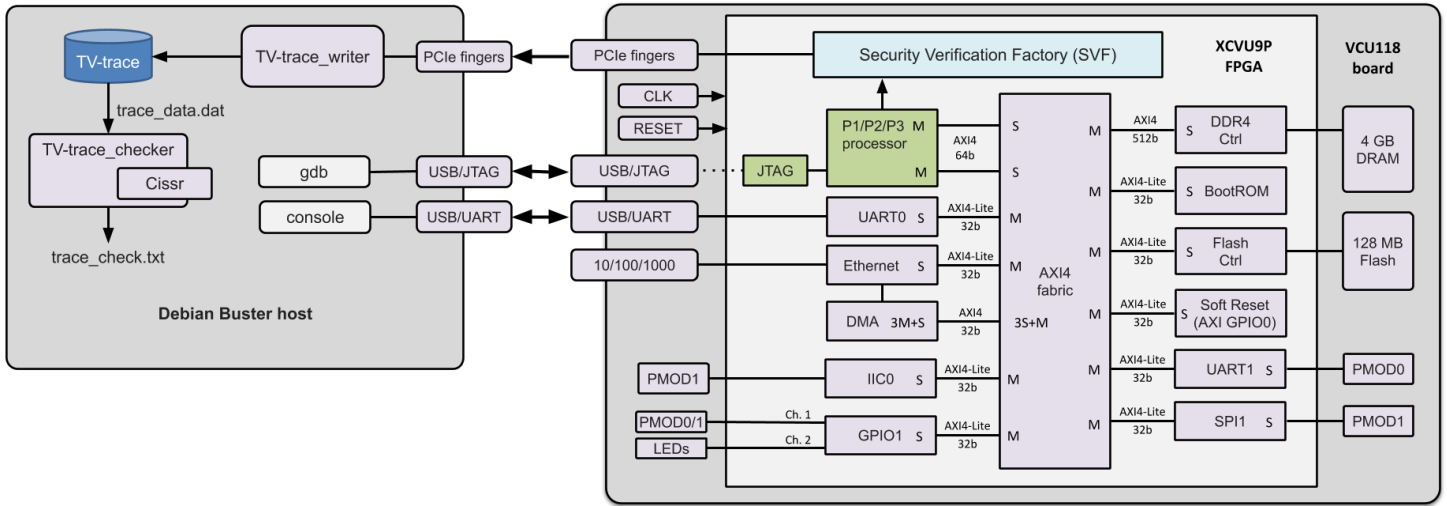 TV-trace
TV-trace_writer
PCIe fingers
trace_data.dat
TV-trace_checker
Cissr
trace_check.txt
gdb
console
USB/JTAG
USB/UART
Debian Buster host
PCIe fingers
CLK
RESET
USB/JTAG
USB/UART
10/100/1000
PMOD1
PMOD0/1
LEDs
Ch. 1
Ch. 2
Security Verification Factory (SVF)
XCVU9P
FPGA
VCU118
board
JTAG
P1/P2/P3 M
processor
M
AXI4
64b
UART0 S
AXI4-Lite
32b
Ethernet S
AXI4-Lite
32b
DMA 3M+S
AXI4
32b
IIC0 S
AXI4-Lite
32b
GPIO1 S
AXI4-Lite
32b
S
S
M
M
3S+M
M
M
AXI4
fabric
M
M
M
M
M
M
AXI4
512b
S DDR4
Ctrl
4 GB
DRAM
AXI4-Lite
32b
S BootROM
AXI4-Lite
32b
S Flash
Ctrl
128 MB
Flash
AXI4-Lite
32b
S Soft Reset
(AXI GPIO0)
AXI4-Lite
32b
UART1 S
PMOD0
AXI4-Lite
32b
SPI1 S
PMOD1